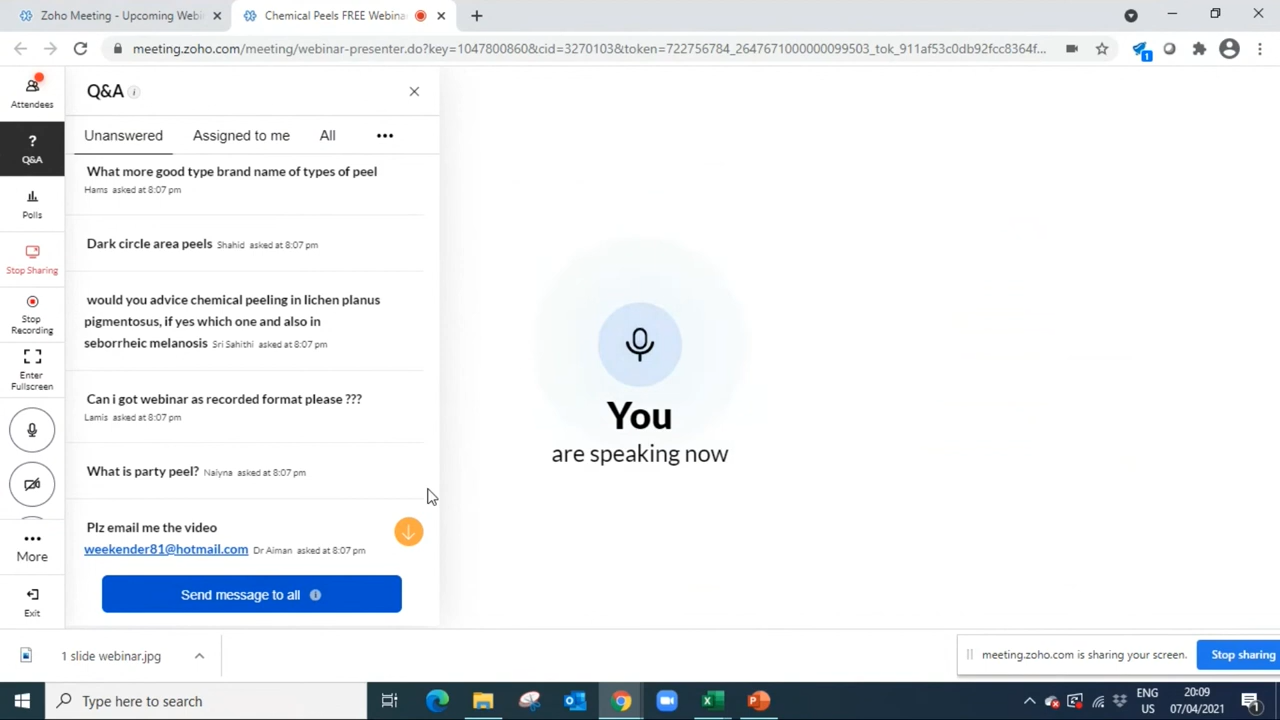 Zoho Meeting - Upcoming Webi
Chemical Peels FREE Webina
meeting.zoho.com/meeting/webinar-presenter.do?key=1047800860&cid=3270103&token=722756784_2647671000000099503_tok_911af53c0db92fcc8364f...
1
Attendees
?
Q&A
Polls
Stop Sharing
Stop
Recording
Enter
Fullscreen
More
Exit
Q&A i
Unanswered Assigned to me All •••
What more good type brand name of types of peel
Hams asked at 8:07 pm
Dark circle area peels Shahid asked at 8:07 pm
would you advice chemical peeling in lichen planus
pigmentosus, if yes which one and also in
seborrheic melanosis Sri Sahithi asked at 8:07 pm
Can i got webinar as recorded format please ???
Lamis asked at 8:07 pm
What is party peel? Nalyna asked at 8:07 pm
Plz email me the video
weekender81@hotmail.com Dr Aiman asked at 8:07 pm
Send message to all i
You
are speaking now
1 slide webinar.jpg
meeting.zoho.com is sharing your screen.
Stop sharing
Type here to search
ENG
US
20:09
07/04/2021
1